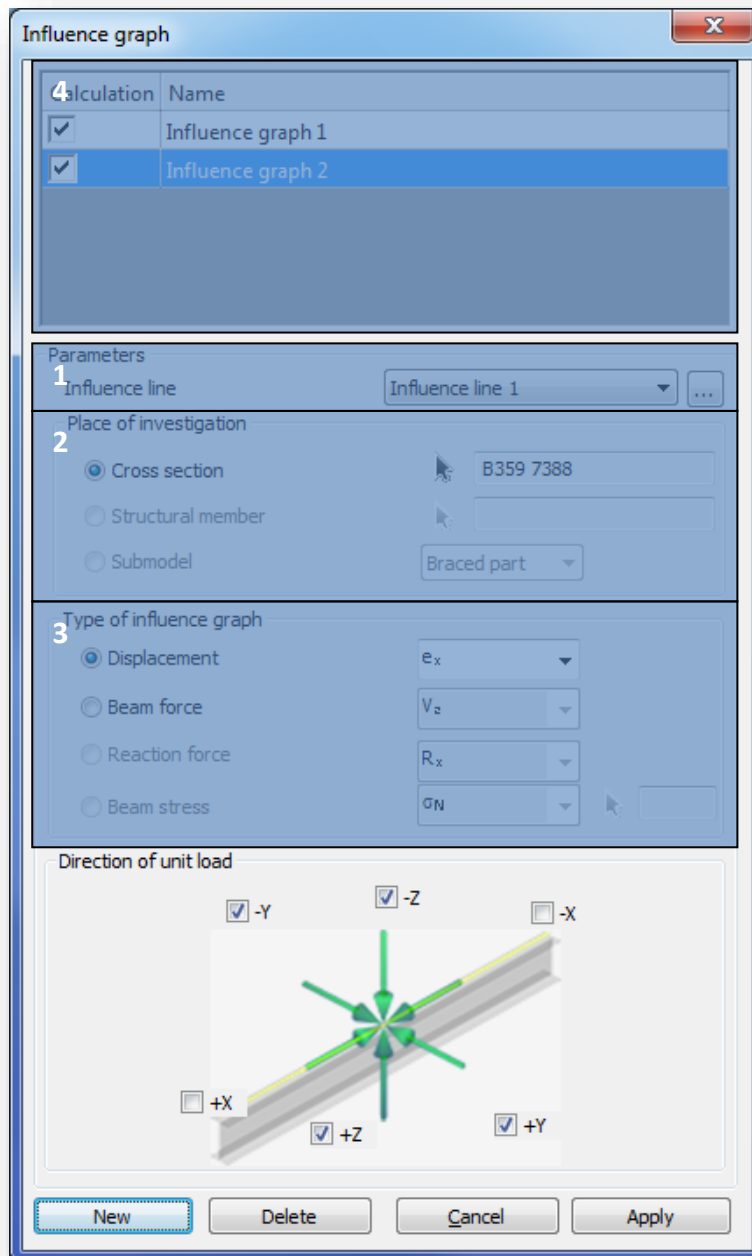 Influence graph
x
4
Calculation Name
Influence graph 1
Influence graph 2
Parameters
1
Influence line Influence line 1 ...
Place of investigation
2
Cross section B359 7388
Structural member
Submodel Braced part
Type of influence graph
3
Displacement eₓ
Beam force V₂
Reaction force Rₓ
Beam stress σN
Direction of unit load
-Y -Z -X
+X +Z +Y
New Delete Cancel Apply